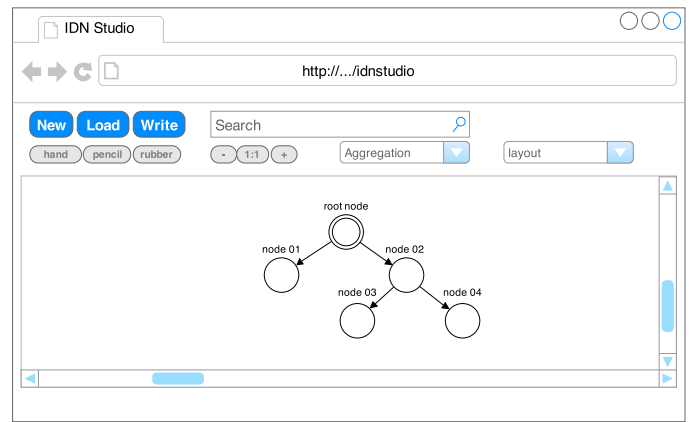 IDN Studio
http://.../idnstudio
New Load Write
Search
hand pencil rubber
- 1:1 +
Aggregation
layout
root node
node 01
node 02
node 03
node 04